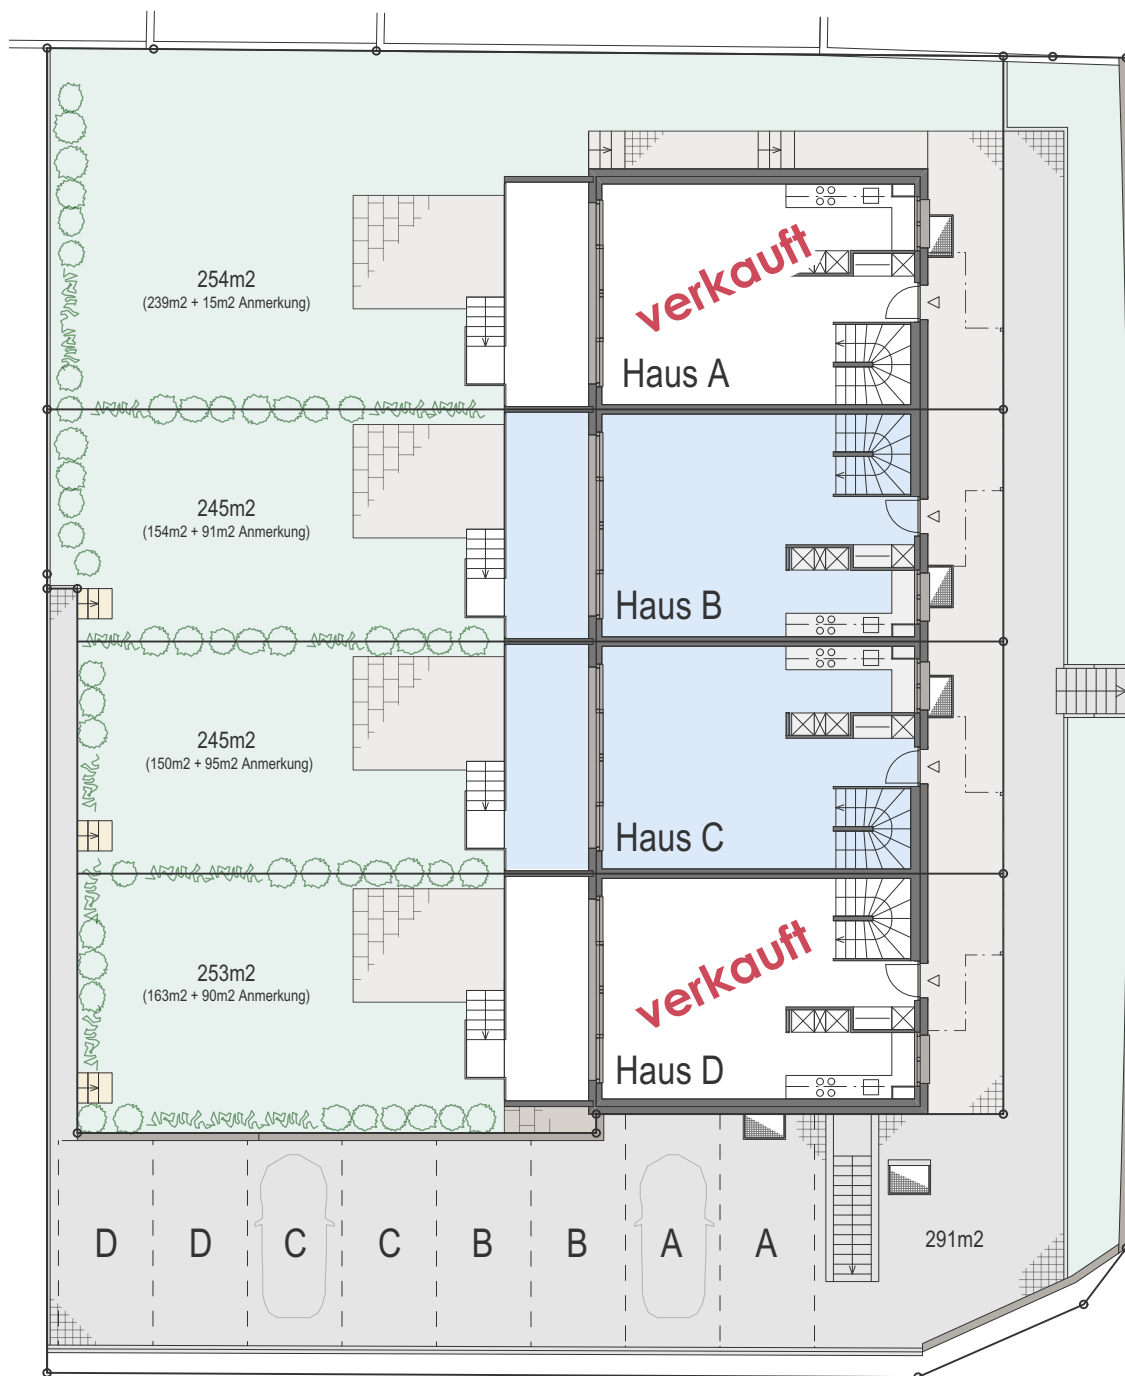 254m2
(239m2 + 15m2 Anmerkung)
verkauft
Haus A
245m2
(154m2 + 91m2 Anmerkung)
Haus B
245m2
(150m2 + 95m2 Anmerkung)
Haus C
253m2
(163m2 + 90m2 Anmerkung)
verkauft
Haus D
D D C C B B A A
291m2